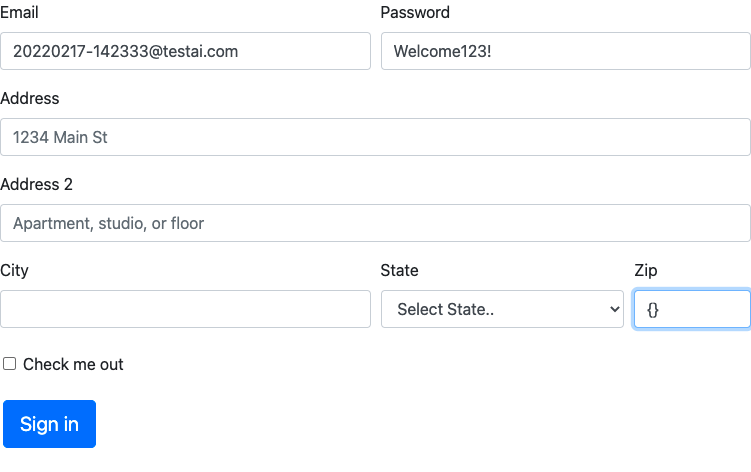 Email Password
20220217-142333@testai.com Welcome123!
Address
1234 Main St
Address 2
Apartment, studio, or floor
City State Zip
Select State.. {}
Check me out
Sign in